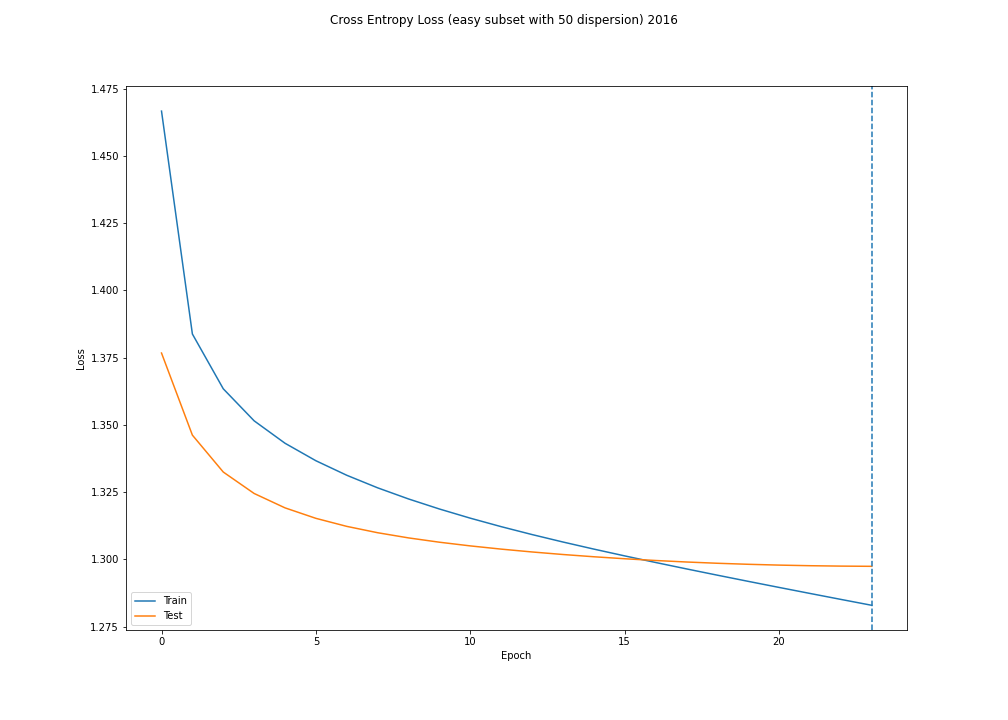 Cross Entropy Loss (easy subset with 50 dispersion) 2016
1.475
1.450
1.425
1.400
1.375
1.350
1.325
1.300
1.275
Loss
Train
Test
0 5 10 15 20
Epoch